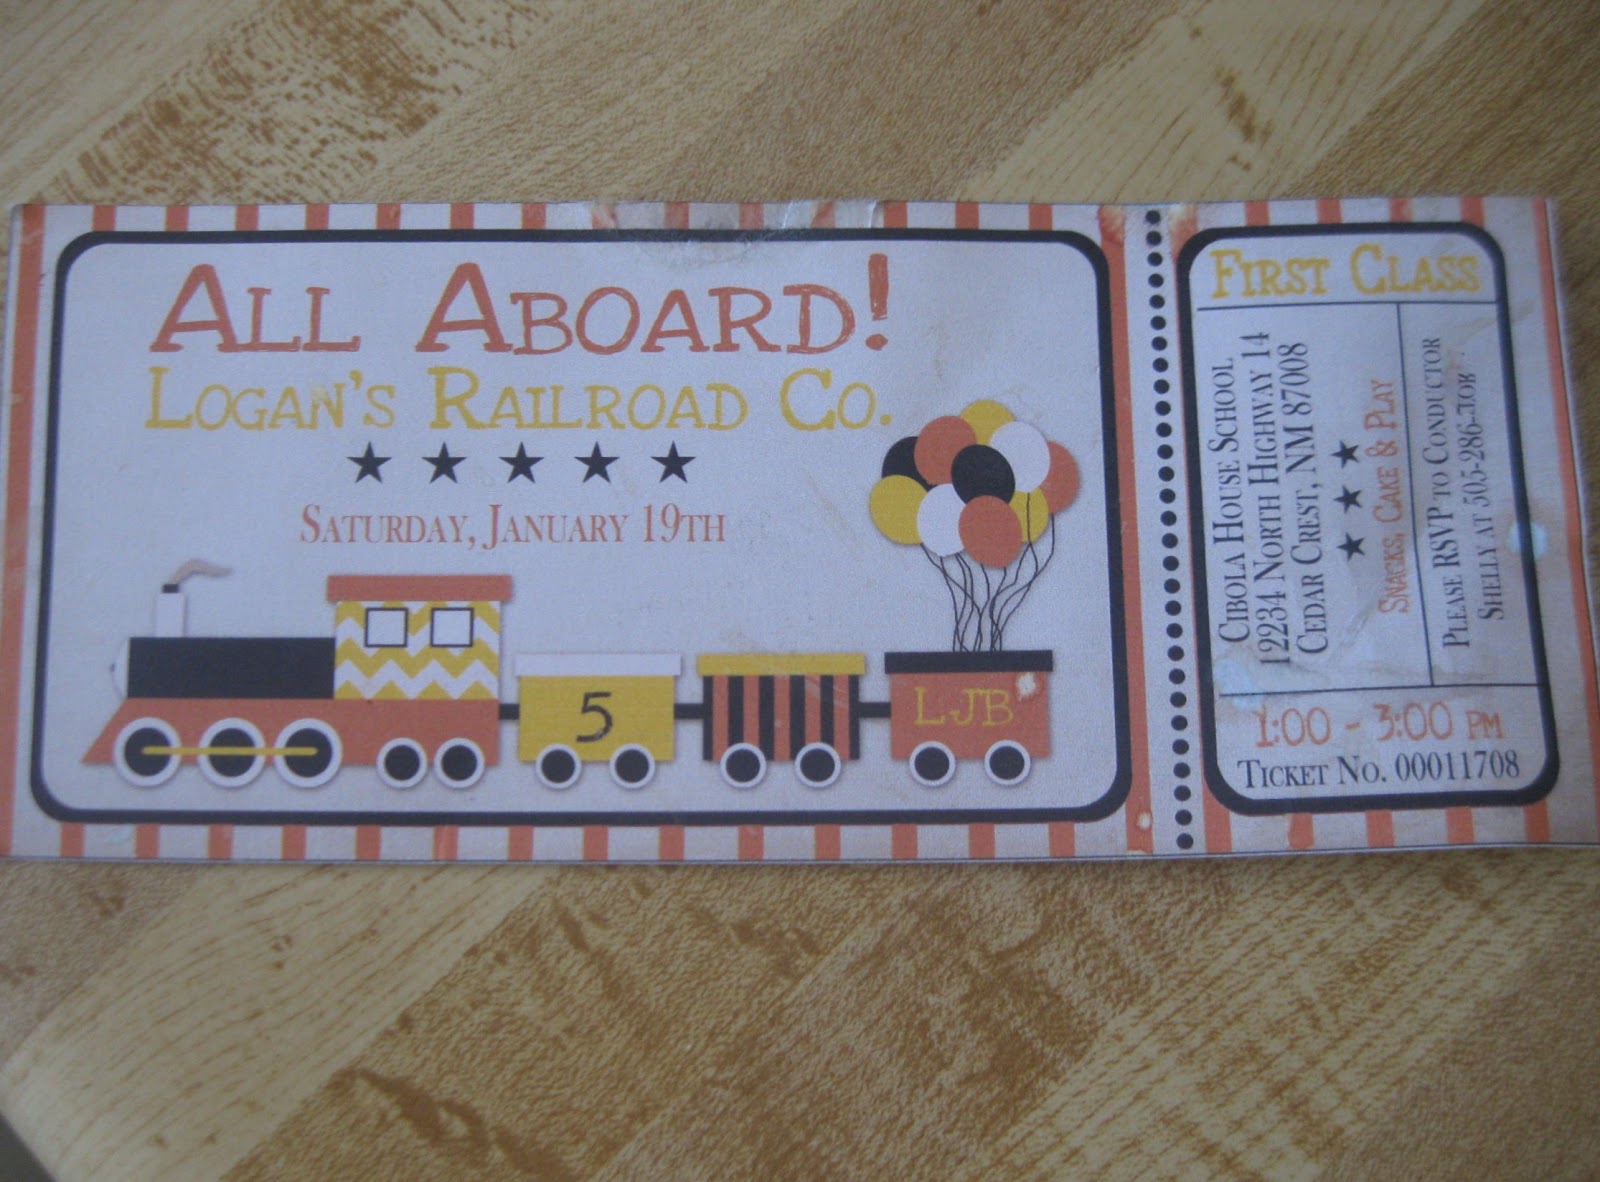 ALL ABOARD!
LOGAN'S RAILROAD CO.
SATURDAY, JANUARY 19TH
5
LJB
FIRST CLASS
CIBOLA HOUSE SCHOOL
12234 NORTH HIGHWAY 14
CEDAR CREST, NM 87008
SNACKS, CAKE & PLAY
PLEASE RSVP TO CONDUCTOR
SHELLY AT
1:00 - 3:00 PM
TICKET NO. 00011708